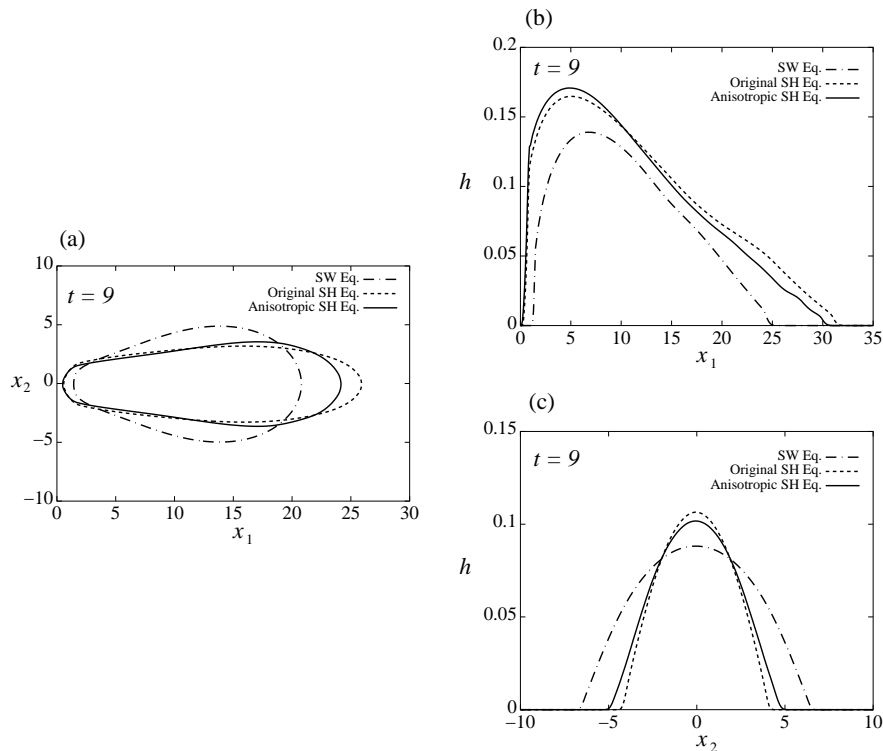 (a)
10
5
0
−5
−10
x2
t = 9
SW Eq.
Original SH Eq.
Anisotropic SH Eq.
0 5 10 15 20 25 30
x1
(b)
0.2
0.15
0.1
0.05
0
h
t = 9
SW Eq.
Original SH Eq.
Anisotropic SH Eq.
0 5 10 15 20 25 30 35
x1
(c)
0.15
0.1
0.05
0
h
t = 9
SW Eq.
Original SH Eq.
Anisotropic SH Eq.
−10 −5 0 5 10
x2